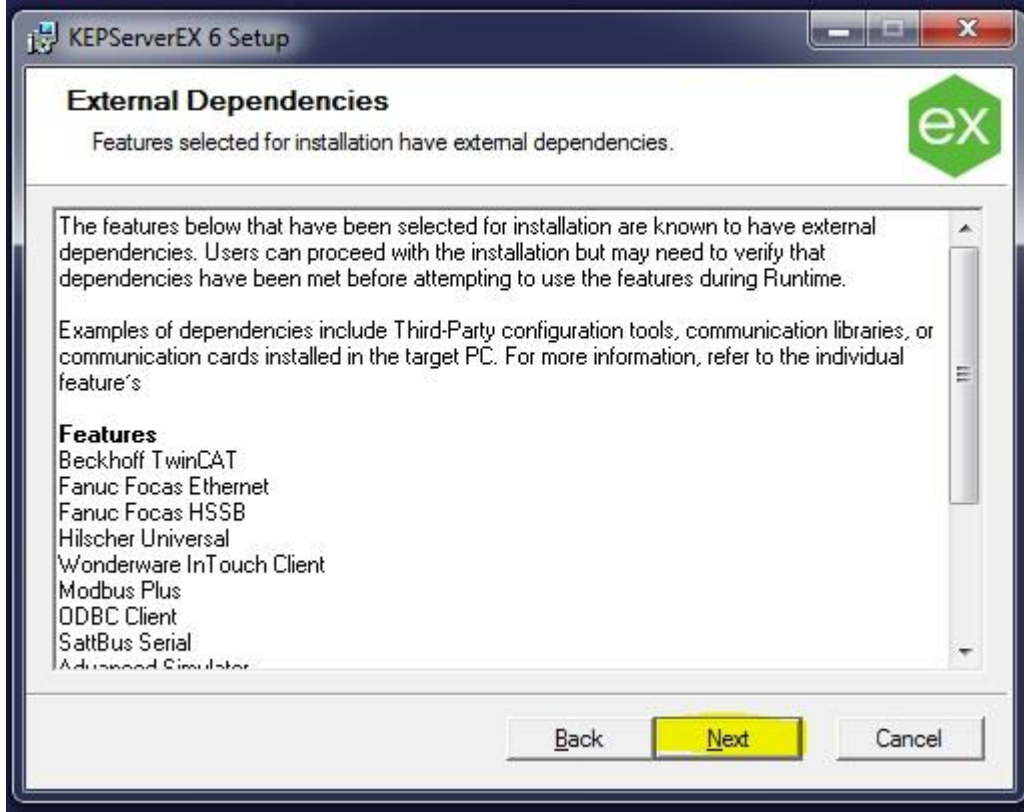 KEPServerEX 6 Setup
External Dependencies
Features selected for installation have external dependencies.
ex
The features below that have been selected for installation are known to have external
dependencies. Users can proceed with the installation but may need to verify that
dependencies have been met before attempting to use the features during Runtime.
Examples of dependencies include Third-Party configuration tools, communication libraries, or
communication cards installed in the target PC. For more information, refer to the individual
feature´s
Features
Beckhoff TwinCAT
Fanuc Focas Ethernet
Fanuc Focas HSSB
Hilscher Universal
Wonderware InTouch Client
Modbus Plus
ODBC Client
SattBus Serial
Advanced Simulator
Back
Next
Cancel